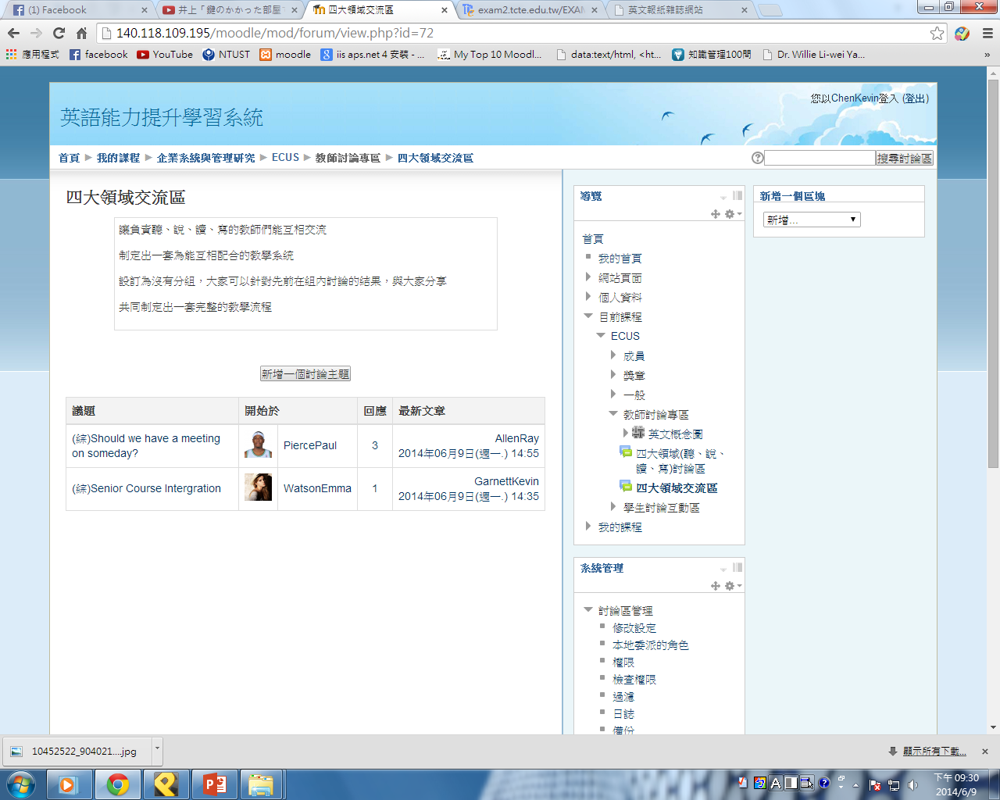 (1) Facebook
井上「鍵のかかった部屋
四大領域交流區
exam2.tcte.edu.tw/EXAM
英文報紙雜誌網站
140.118.109.195/moodle/mod/forum/view.php?id=72
應用程式 facebook YouTube NTUST moodle iis aps.net 4 安裝 - ... My Top 10 Moodl... data:text/html, <ht... 知識管理100問 Dr. Willie Li-wei Ya... »
您以ChenKevin登入 (登出)
英語能力提升學習系統
首頁 ► 我的課程 ► 企業系統與管理研究 ► ECUS ► 教師討論專區 ► 四大領域交流區
搜尋討論區
四大領域交流區
讓負責聽、說、讀、寫的教師們能互相交流
制定出一套為能互相配合的教學系統
設訂為沒有分組，大家可以針對先前在組內討論的結果，與大家分享
共同制定出一套完整的教學流程
新增一個討論主題
議題 開始於 回應 最新文章
(綜)Should we have a meeting
on someday?
PiercePaul
3
AllenRay
2014年06月9日(週一.) 14:55
(綜)Senior Course Intergration
WatsonEmma
1
GarnettKevin
2014年06月9日(週一.) 14:35
導覽
首頁
我的首頁
網站頁面
個人資料
目前課程
ECUS
成員
獎章
一般
教師討論專區
英文概念圖
四大領域(聽、說、
讀、寫)討論區
四大領域交流區
學生討論互動區
我的課程
系統管理
討論區管理
修改設定
本地委派的角色
權限
檢查權限
過濾
日誌
備份
新增一個區塊
新增...
10452522_904021....jpg
顯示所有下載...
下午 09:30
2014/6/9